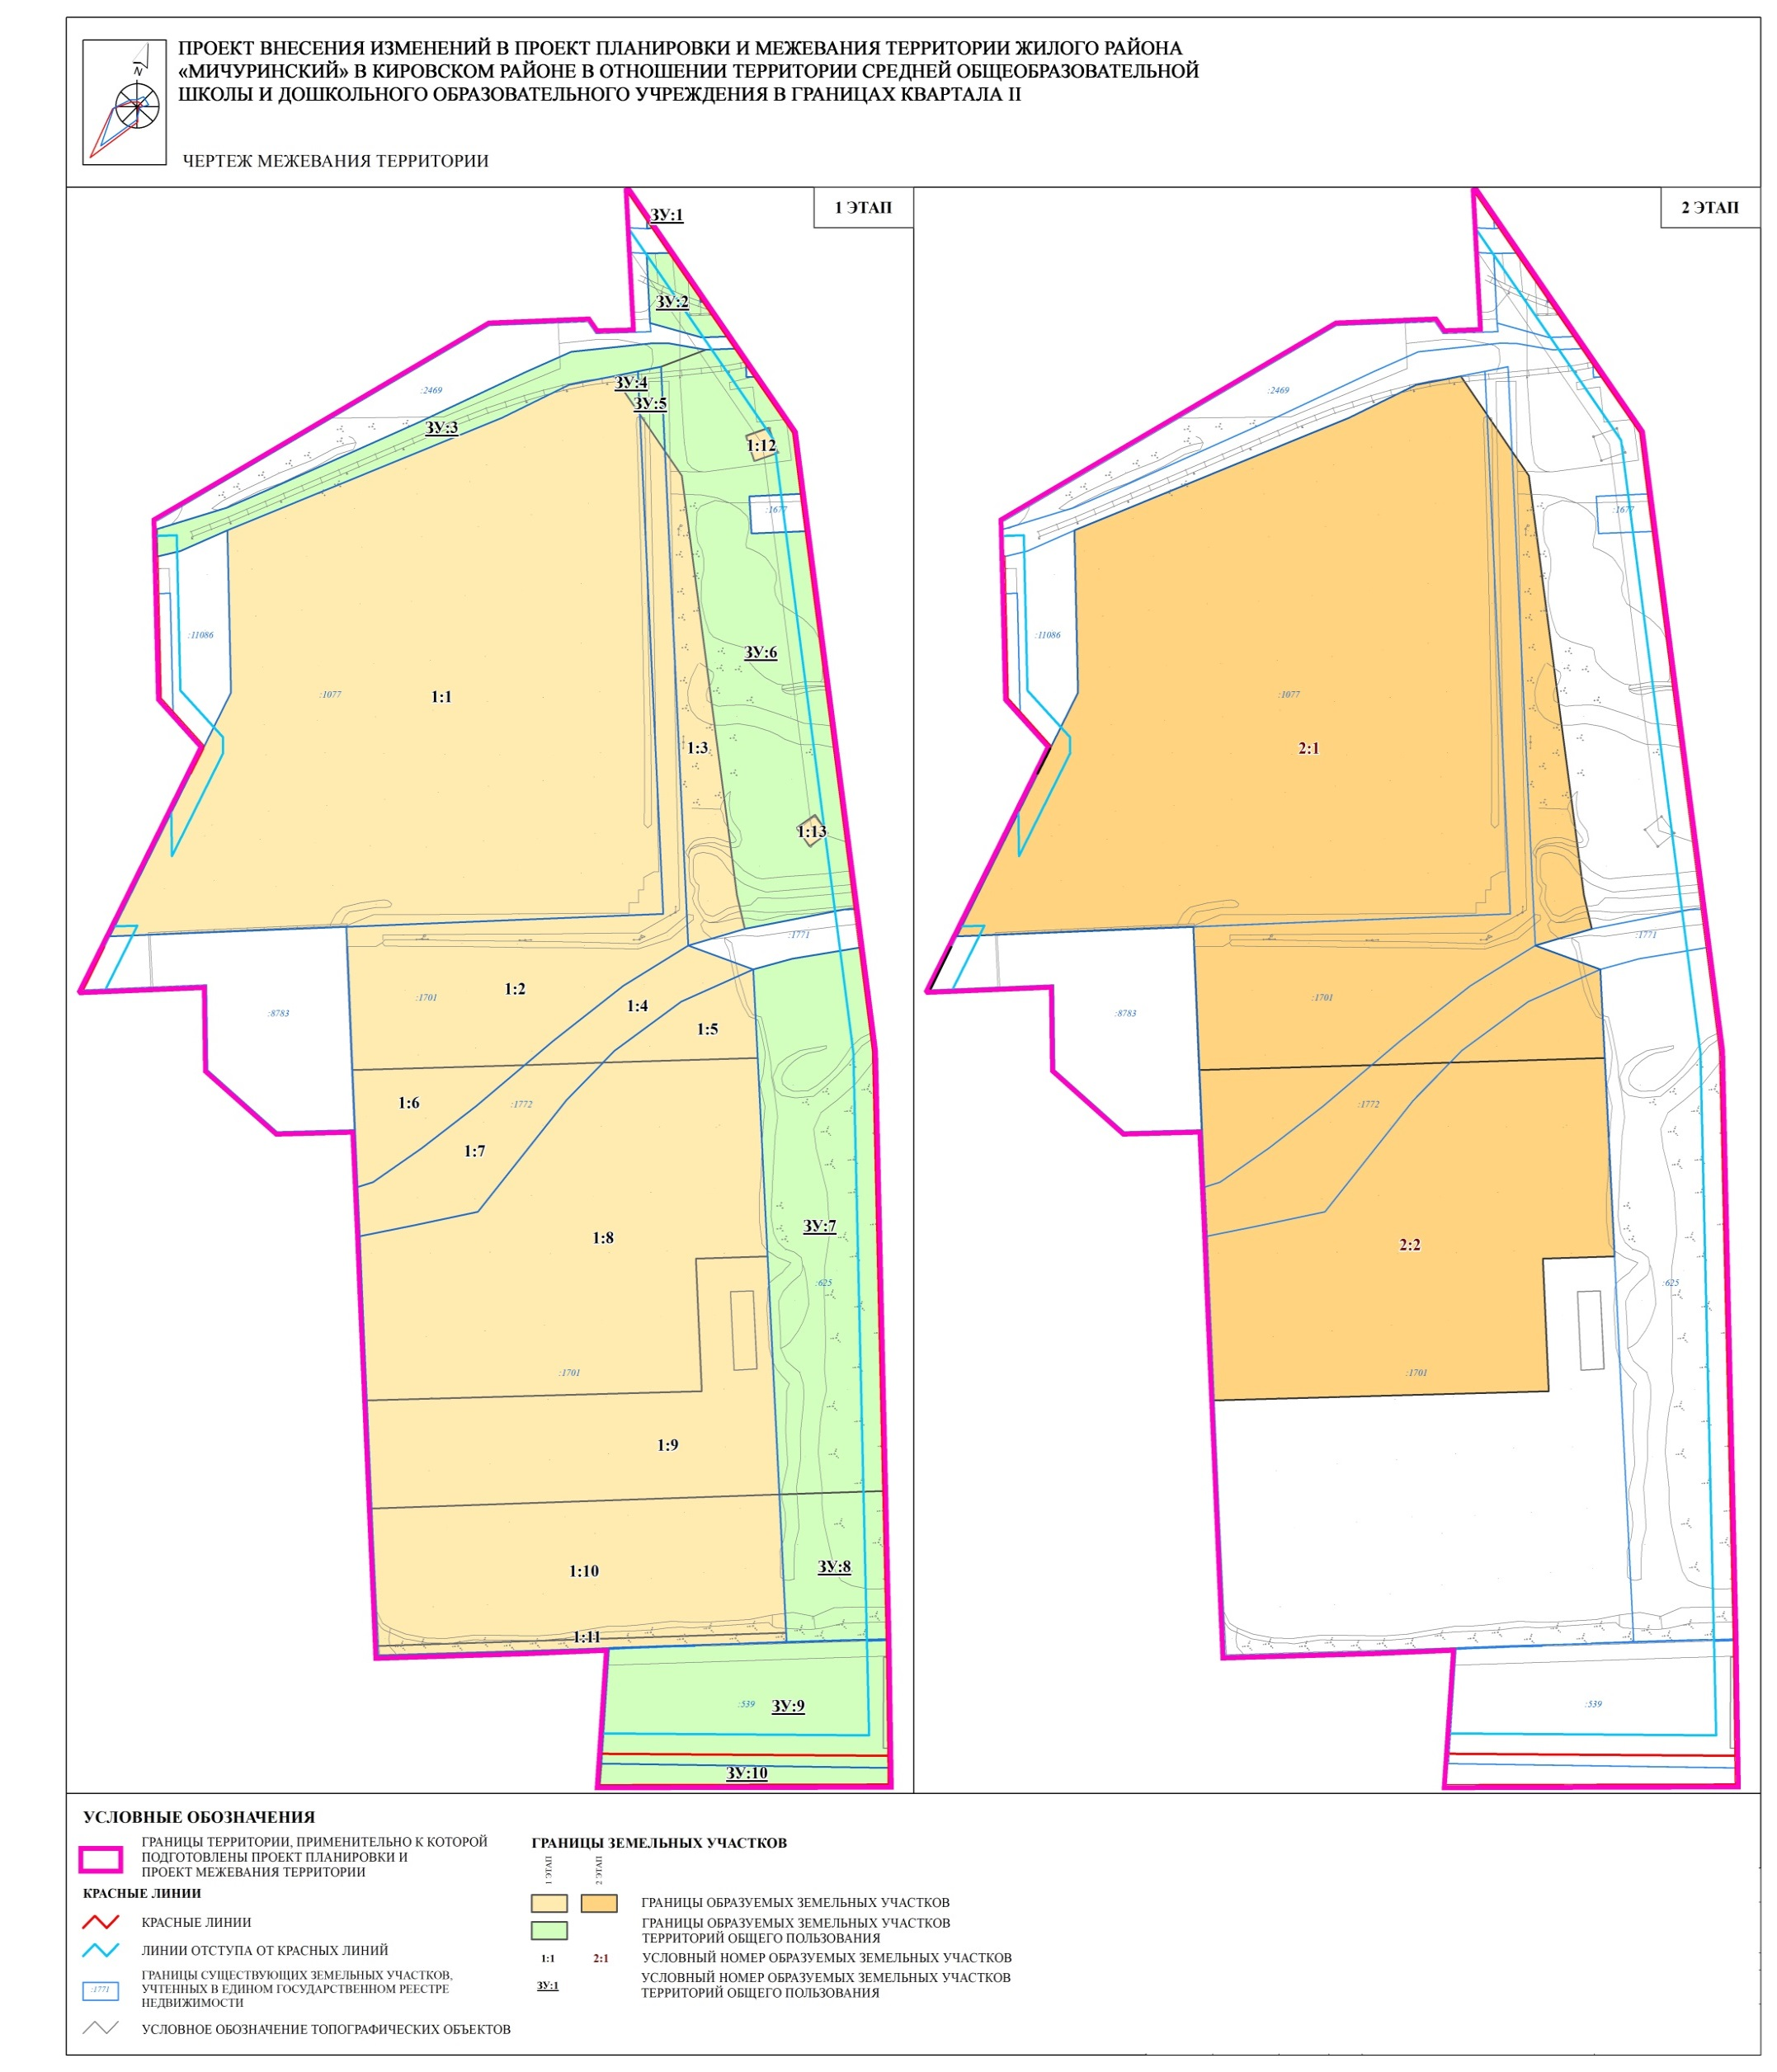 ПРОЕКТ ВНЕСЕНИЯ ИЗМЕНЕНИЙ В ПРОЕКТ ПЛАНИРОВКИ И МЕЖЕВАНИЯ ТЕРРИТОРИИ ЖИЛОГО РАЙОНА
«МИЧУРИНСКИЙ» В КИРОВСКОМ РАЙОНЕ В ОТНОШЕНИИ ТЕРРИТОРИИ СРЕДНЕЙ ОБЩЕОБРАЗОВАТЕЛЬНОЙ
ШКОЛЫ И ДОШКОЛЬНОГО ОБРАЗОВАТЕЛЬНОГО УЧРЕЖДЕНИЯ В ГРАНИЦАХ КВАРТАЛА II
N
ЧЕРТЕЖ МЕЖЕВАНИЯ ТЕРРИТОРИИ
1 ЭТАП
ЗУ:1
ЗУ:2
ЗУ:4
:2469
ЗУ:5
ЗУ:3
1:12
:1677
:11086
ЗУ:6
:1077
1:1
1:3
1:13
:1771
1:2
:1701
1:4
:8783
1:5
1:6
:1772
1:7
ЗУ:7
1:8
:625
:1701
1:9
ЗУ:8
1:10
1:11
:539
ЗУ:9
ЗУ:10
2 ЭТАП
:2469
:1677
:11086
:1077
2:1
:1771
:1701
:8783
:1772
2:2
:625
:1701
:539
УСЛОВНЫЕ ОБОЗНАЧЕНИЯ
ГРАНИЦЫ ТЕРРИТОРИИ, ПРИМЕНИТЕЛЬНО К КОТОРОЙ
ПОДГОТОВЛЕНЫ ПРОЕКТ ПЛАНИРОВКИ И
ПРОЕКТ МЕЖЕВАНИЯ ТЕРРИТОРИИ
КРАСНЫЕ ЛИНИИ
КРАСНЫЕ ЛИНИИ
ЛИНИИ ОТСТУПА ОТ КРАСНЫХ ЛИНИЙ
:1771
ГРАНИЦЫ СУЩЕСТВУЮЩИХ ЗЕМЕЛЬНЫХ УЧАСТКОВ,
УЧТЕННЫХ В ЕДИНОМ ГОСУДАРСТВЕННОМ РЕЕСТРЕ
НЕДВИЖИМОСТИ
УСЛОВНОЕ ОБОЗНАЧЕНИЕ ТОПОГРАФИЧЕСКИХ ОБЪЕКТОВ
ГРАНИЦЫ ЗЕМЕЛЬНЫХ УЧАСТКОВ
1 ЭТАП
2 ЭТАП
ГРАНИЦЫ ОБРАЗУЕМЫХ ЗЕМЕЛЬНЫХ УЧАСТКОВ
ГРАНИЦЫ ОБРАЗУЕМЫХ ЗЕМЕЛЬНЫХ УЧАСТКОВ
ТЕРРИТОРИЙ ОБЩЕГО ПОЛЬЗОВАНИЯ
1:1
2:1
УСЛОВНЫЙ НОМЕР ОБРАЗУЕМЫХ ЗЕМЕЛЬНЫХ УЧАСТКОВ
ЗУ:1
УСЛОВНЫЙ НОМЕР ОБРАЗУЕМЫХ ЗЕМЕЛЬНЫХ УЧАСТКОВ
ТЕРРИТОРИЙ ОБЩЕГО ПОЛЬЗОВАНИЯ